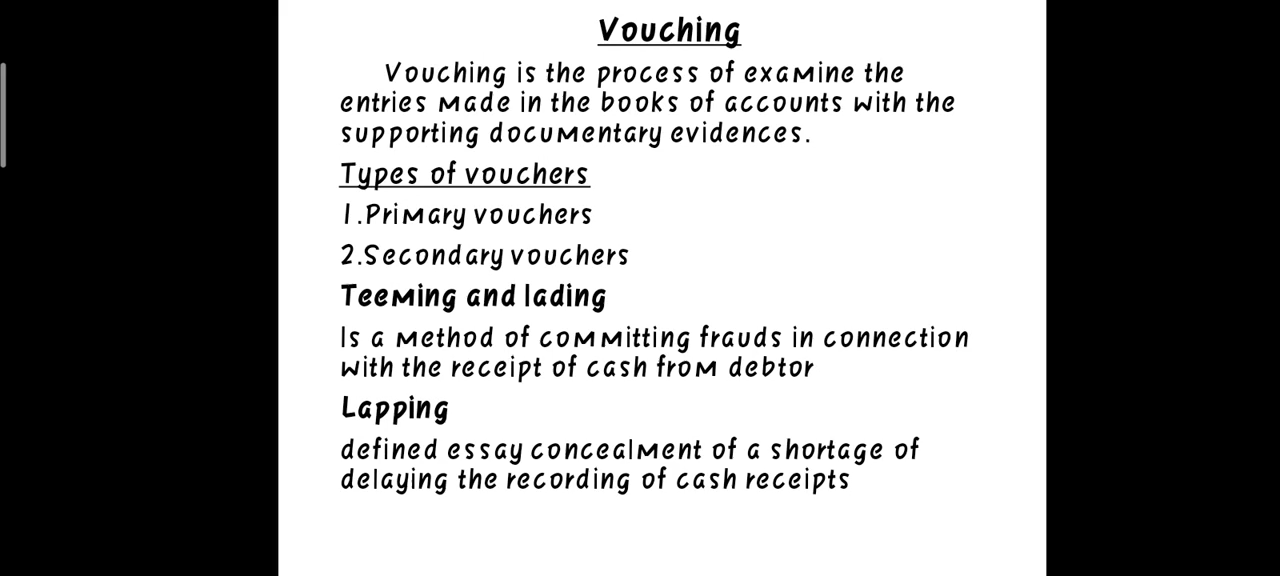 Vouching
Vouching is the process of examine the
entries made in the books of accounts with the
supporting documentary evidences.
Types of vouchers
1.Primary vouchers
2.Secondary vouchers
Teeming and lading
Is a method of committing frauds in connection
with the receipt of cash from debtor
Lapping
defined essay concealment of a shortage of
delaying the recording of cash receipts